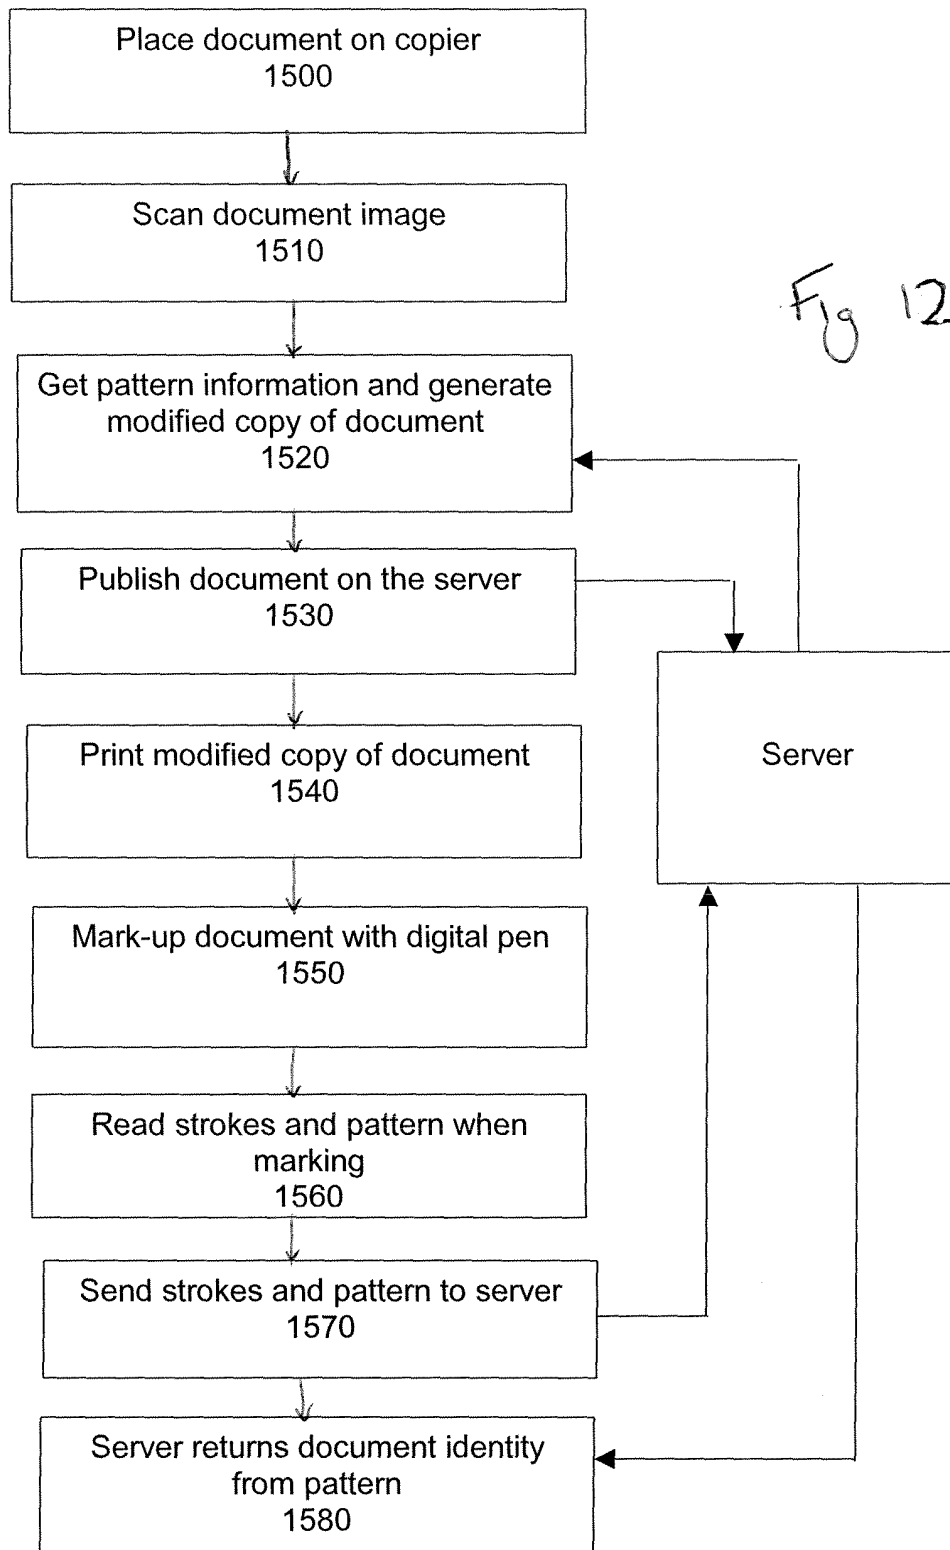 Place document on copier
1500
Scan document image
1510
Fig 12
Get pattern information and generate
modified copy of document
1520
Publish document on the server
1530
Server
Print modified copy of document
1540
Mark-up document with digital pen
1550
Read strokes and pattern when
marking
1560
Send strokes and pattern to server
1570
Server returns document identity
from pattern
1580